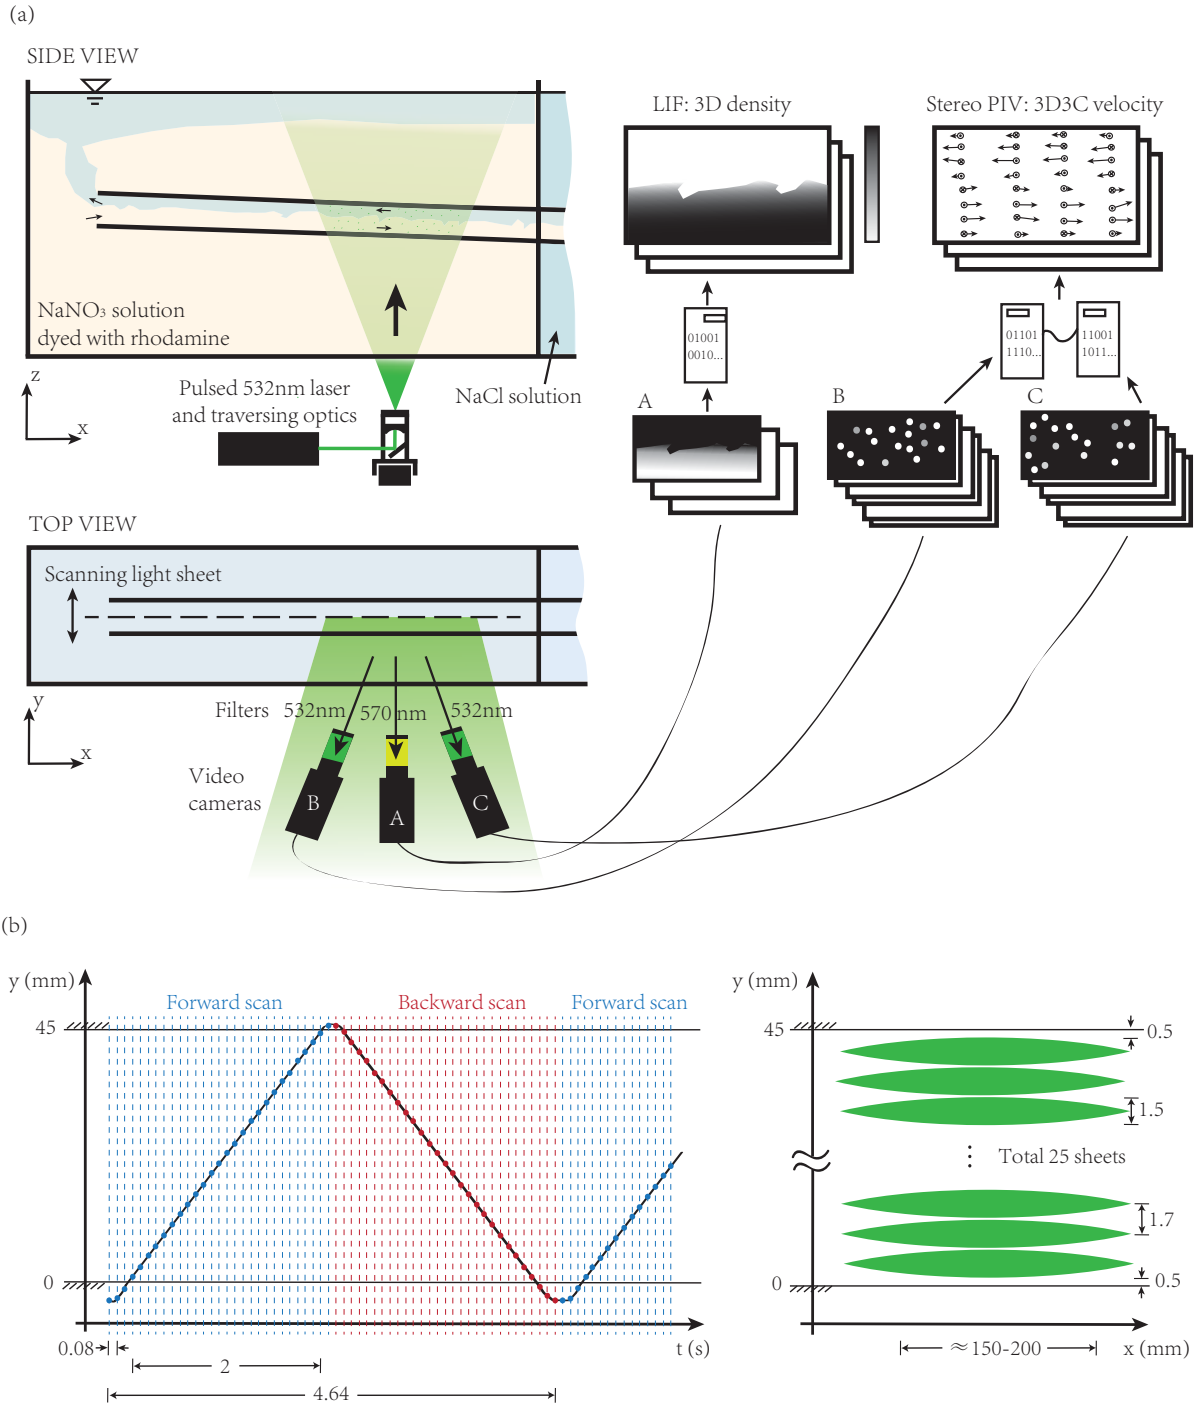 (a)
SIDE VIEW
NaNO₃ solution
dyed with rhodamine
NaCl solution
z
x
Pulsed 532nm laser
and traversing optics
LIF: 3D density
Stereo PIV: 3D3C velocity
01001
0010...
01101
1110...
11001
1011...
A
B
C
TOP VIEW
Scanning light sheet
y
x
Filters 532nm 570 nm 532nm
Video
cameras
B
A
C
(b)
y (mm)
Forward scan
Backward scan
Forward scan
45
0
t (s)
0.08
2
4.64
y (mm)
45
0.5
1.5
Total 25 sheets
1.7
0
0.5
≈150-200
x (mm)